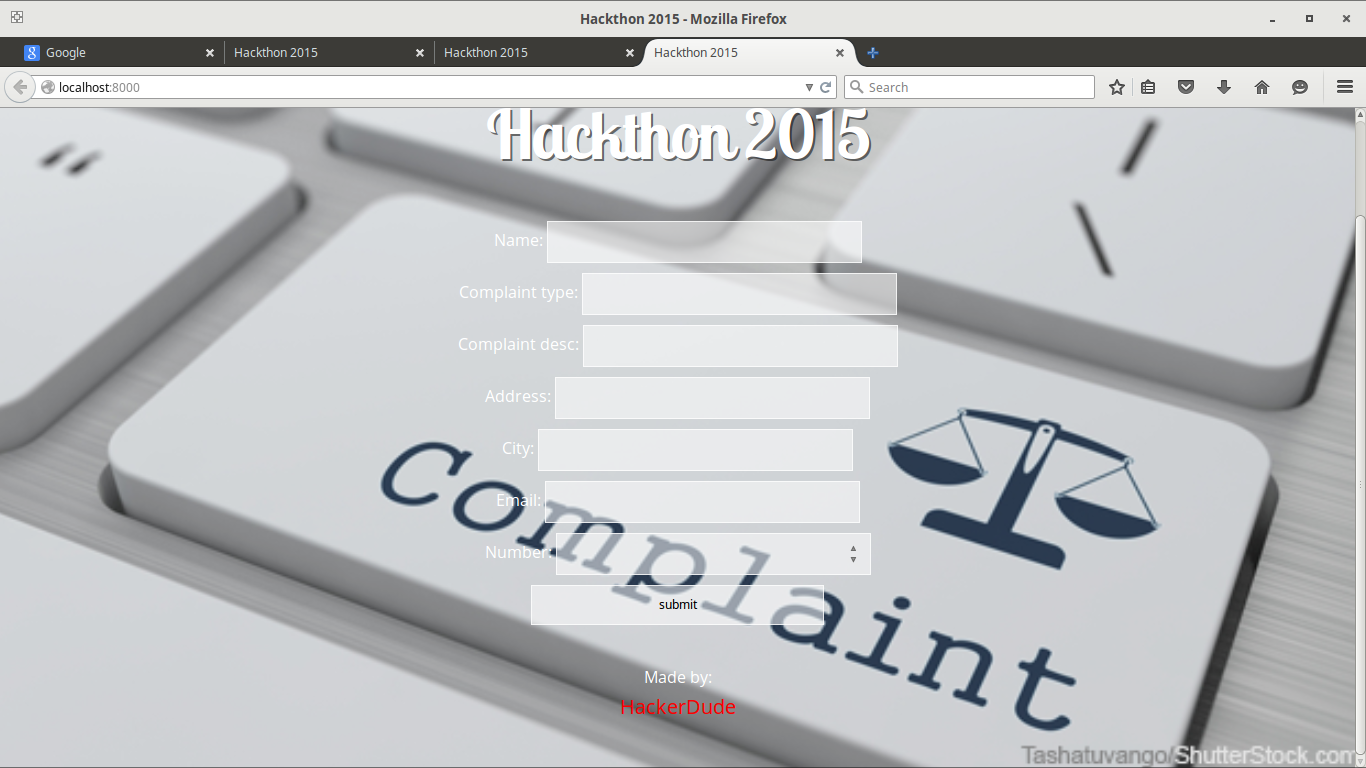 Hackthon 2015 - Mozilla Firefox
Google
Hackthon 2015
Hackthon 2015
Hackthon 2015
localhost:8000
Search
Hackthon 2015
Name:
Complaint type:
Complaint desc:
Address:
City:
Email:
Number:
submit
Complaint
Made by:
HackerDude
Tashatuvango/ShutterStock.com